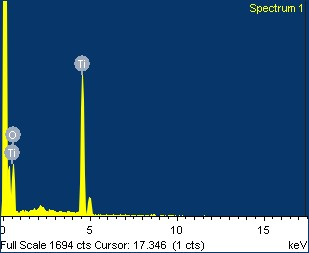 Spectrum 1
Ti
O
Ti
0 5 10 15
Full Scale 1694 cts Cursor: 17.346 (1 cts) keV